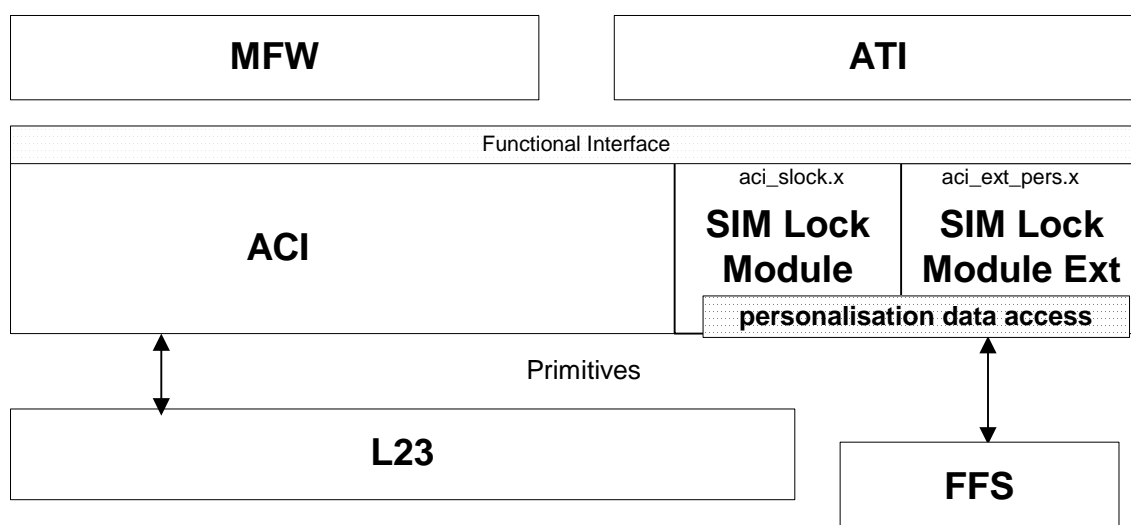 MFW
ATI
Functional Interface
aci_slock.x
aci_ext_pers.x
ACI
SIM Lock
Module
SIM Lock
Module Ext
personalisation data access
Primitives
L23
FFS